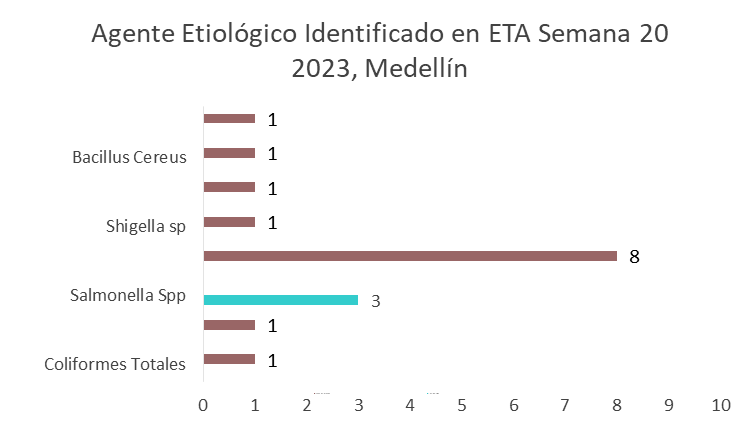 Agente Etiológico Identificado en ETA Semana 20
2023, Medellín
1
Bacillus Cereus
1
1
Shigella sp
1
8
Salmonella Spp
3
1
Coliformes Totales
1
0 1 2 3 4 5 6 7 8 9 10